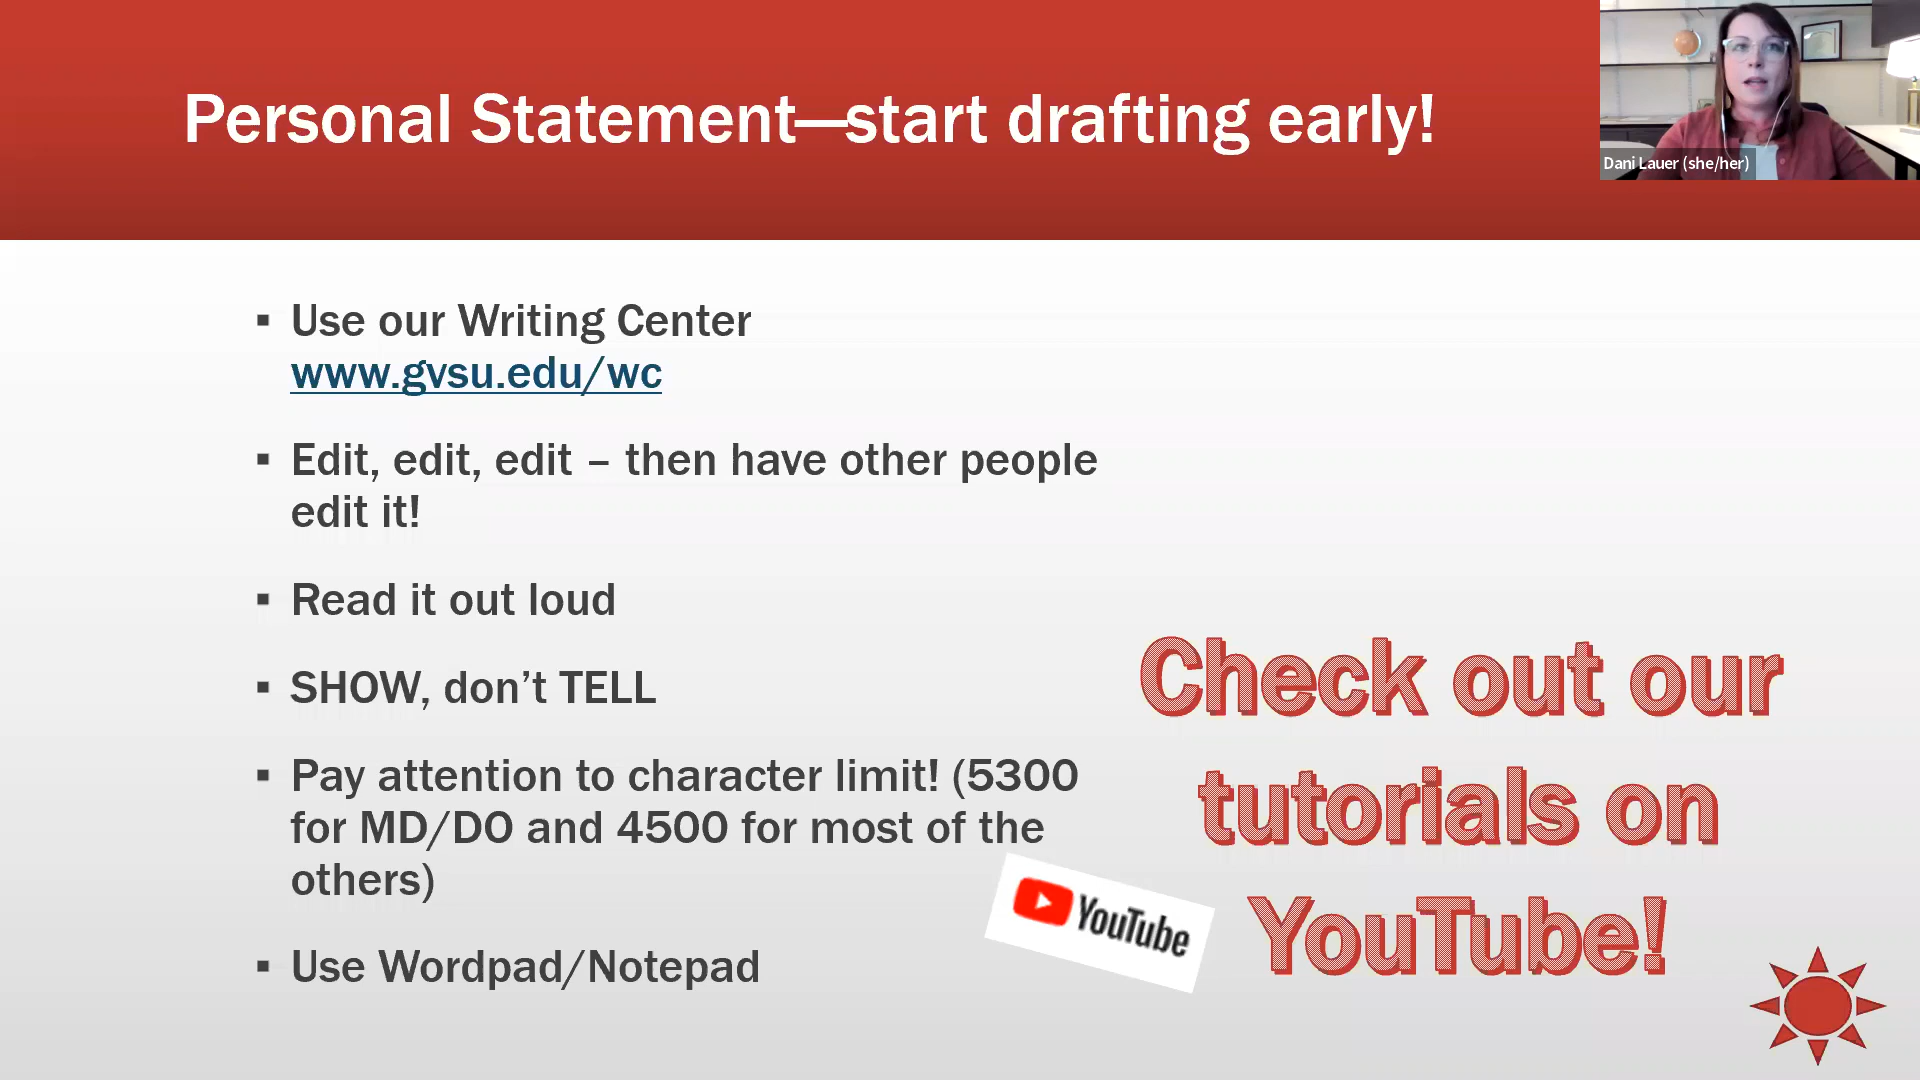 Personal Statement—start drafting early!
Dani Lauer (she/her)
▪ Use our Writing Center
www.gvsu.edu/wc
▪ Edit, edit, edit – then have other people
edit it!
▪ Read it out loud
▪ SHOW, don’t TELL
▪ Pay attention to character limit! (5300
for MD/DO and 4500 for most of the
others)
▪ Use Wordpad/Notepad
Check out our
tutorials on
YouTube!
YouTube